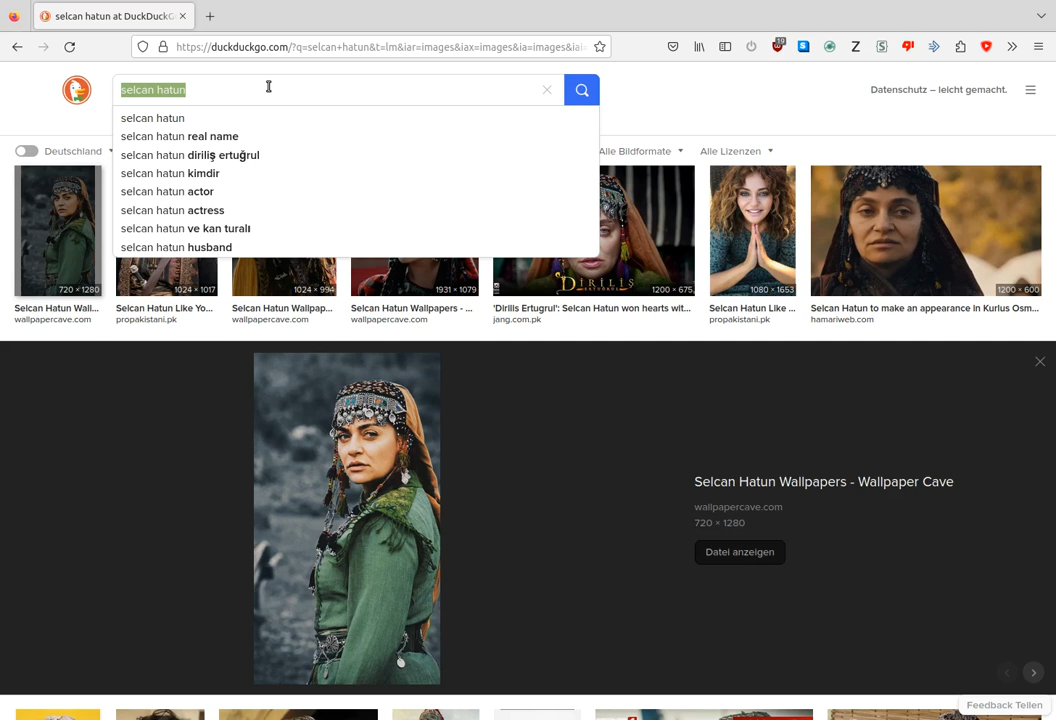 selcan hatun at DuckDuckG
https://duckduckgo.com/?q=selcan+hatun&t=lm&iar=images&iax=images&ia=images&iai
19
selcan hatun
Datenschutz – leicht gemacht.
selcan hatun
selcan hatun real name
selcan hatun diriliş ertuğrul
selcan hatun kimdir
selcan hatun actor
selcan hatun actress
selcan hatun ve kan turalı
selcan hatun husband
Deutschland
Alle Bildformate
Alle Lizenzen
DIRILIS
720 × 1280
1024 × 1017
1024 × 994
1931 × 1079
1200 × 675
1080 × 1653
1200 × 600
Selcan Hatun Wall...
Selcan Hatun Like Yo...
Selcan Hatun Wallpap...
Selcan Hatun Wallpapers - ...
'Dirilis Ertugrul': Selcan Hatun won hearts wit...
Selcan Hatun Like ...
Selcan Hatun to make an appearance in Kurlus Osm...
wallpapercave.com
propakistani.pk
wallpapercave.com
wallpapercave.com
jang.com.pk
propakistani.pk
hamariweb.com
Selcan Hatun Wallpapers - Wallpaper Cave
wallpapercave.com
720 × 1280
Datei anzeigen
Feedback Teilen